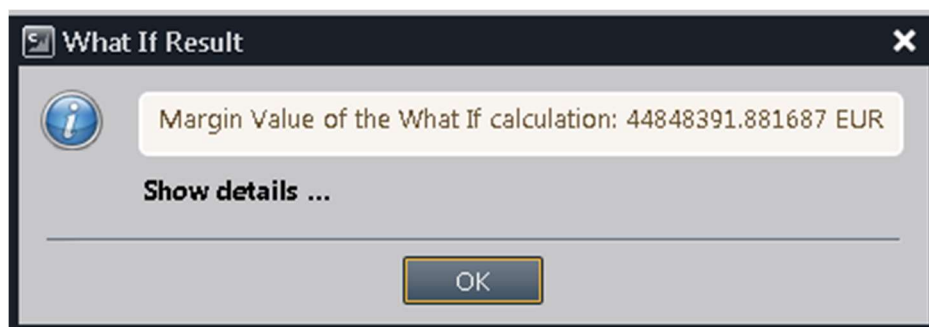 What If Result
Margin Value of the What If calculation: 44848391.881687 EUR
Show details ...
OK